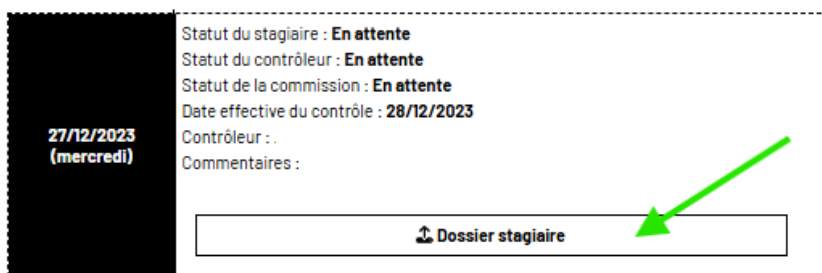 Statut du stagiaire : En attente
Statut du contrôleur : En attente
Statut de la commission : En attente
Date effective du contrôle : 28/12/2023
27/12/2023
(mercredi)
Contrôleur : .
Commentaires :
Dossier stagiaire